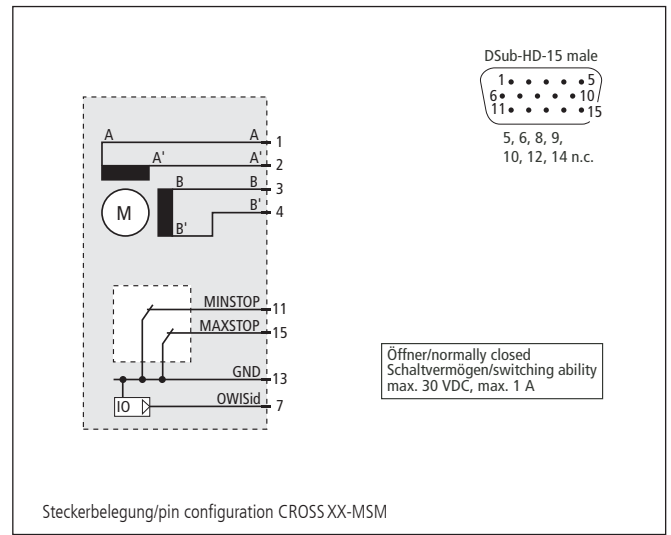 DSub-HD-15 male
1 5
6 10
11 15
5, 6, 8, 9,
10, 12, 14 n.c.
A A 1
A' A' 2
B B 3
B' B' 4
M
MINSTOP 11
MAXSTOP 15
GND 13
IO OWISid 7
Öffner/normally closed
Schaltvermögen/switching ability
max. 30 VDC, max. 1 A
Steckerbelegung/pin configuration CROSS XX-MSM